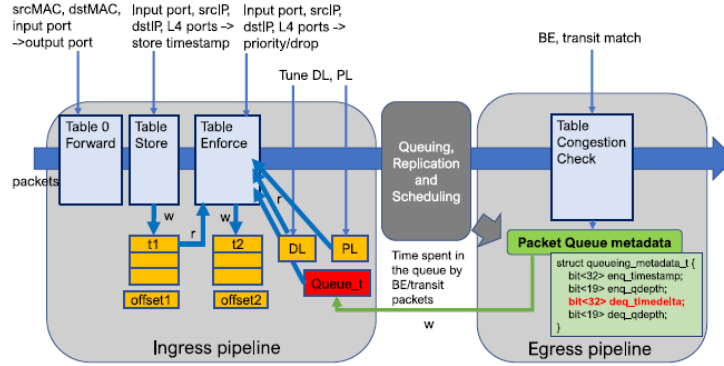 srcMAC, dstMAC,
input port
->output port
Input port, srcIP,
dstIP, L4 ports ->
store timestamp
Input port, srcIP,
dstIP, L4 ports->
priority/drop
BE, transit match
Tune DL, PL
Table 0
Forward
Table
Store
Table
Enforce
Queuing,
Replication
and
Scheduling
Table
Congestion
Check
packets
w
r
w
r
t1
t2
DL
PL
offset1
offset2
Queue_t
Time spent in
the queue by
BE/transit
packets
w
Packet Queue metadata
struct queueing_metadata_t {
bit<32> enq_timestamp;
bit<19> enq_qdepth;
bit<32> deq_timedelta;
bit<19> deq_qdepth;
}
Ingress pipeline
Egress pipeline